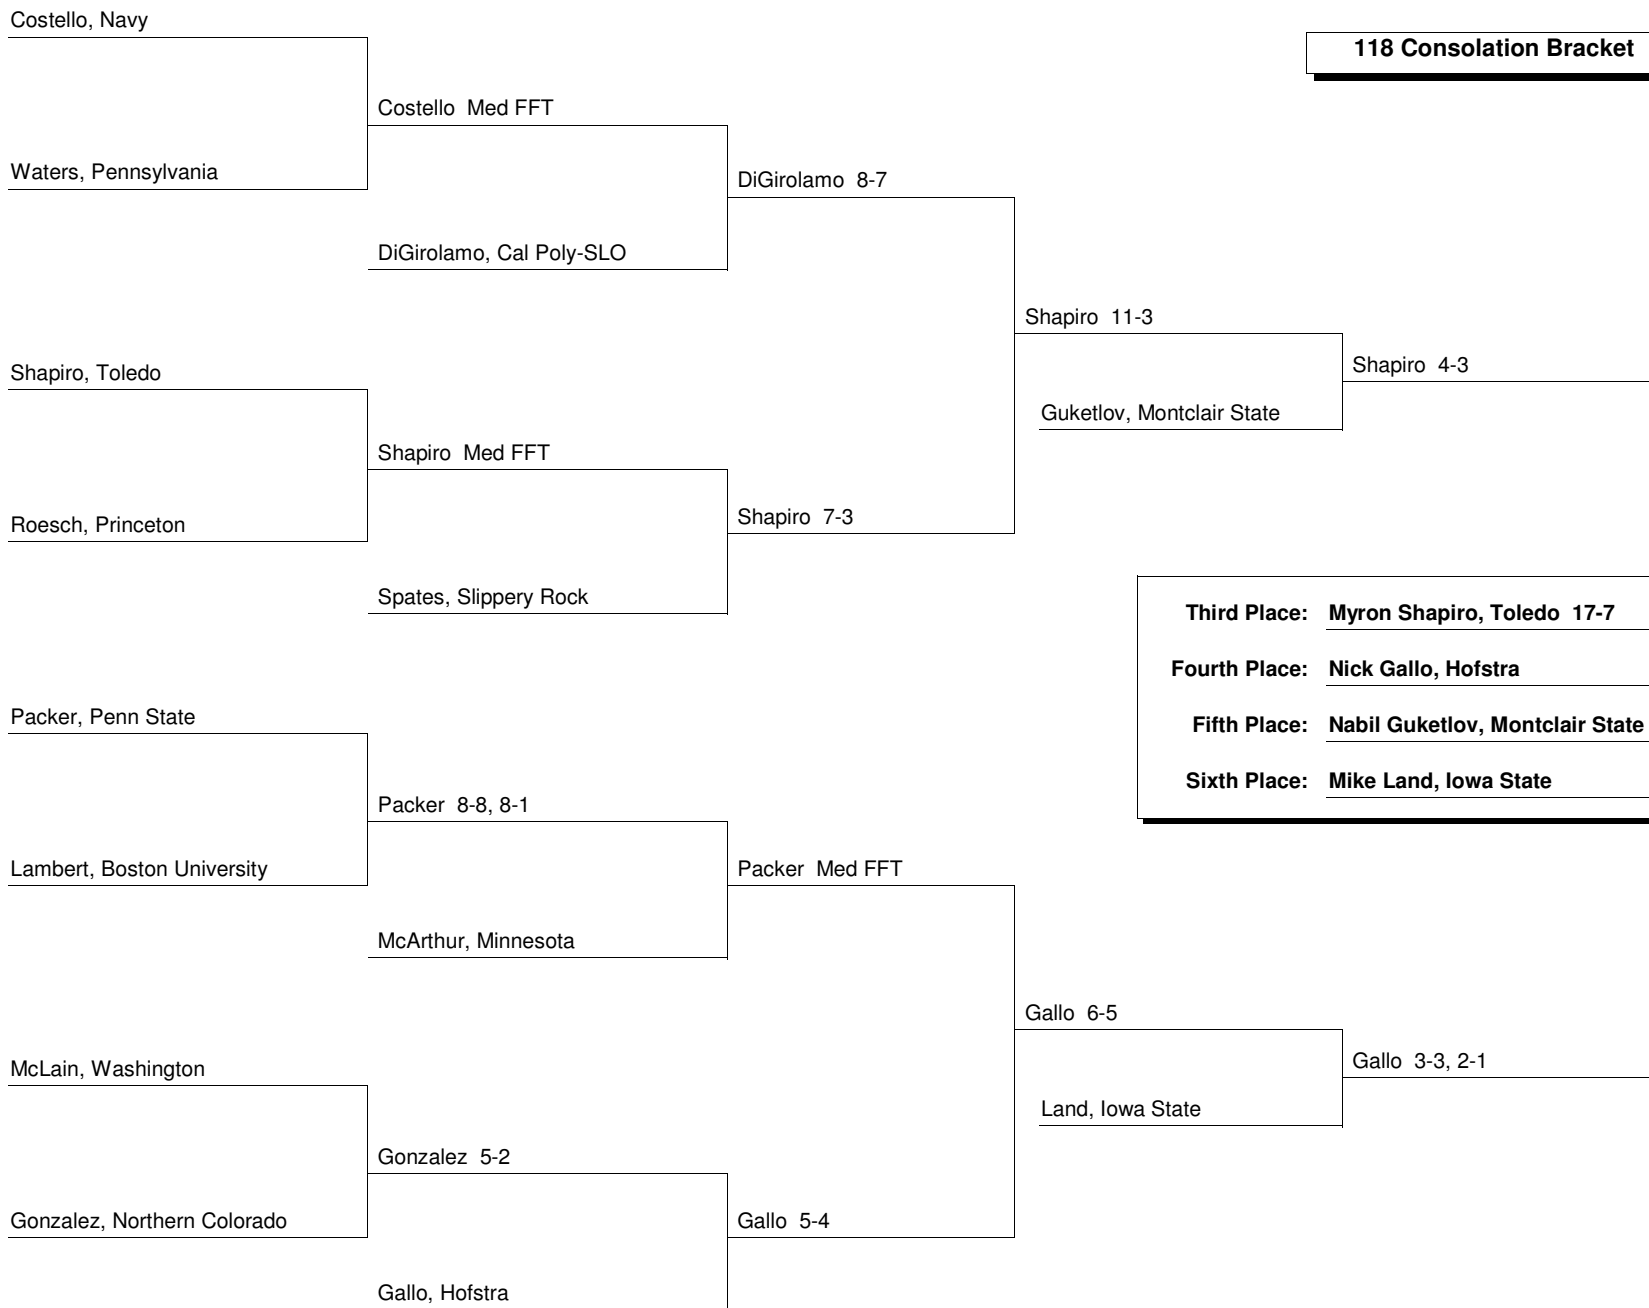 Costello, Navy
118 Consolation Bracket
Costello  Med FFT
Waters, Pennsylvania
DiGirolamo  8-7
DiGirolamo, Cal Poly-SLO
Shapiro  11-3
Shapiro, Toledo
Shapiro  4-3
Guketlov, Montclair State
Shapiro  Med FFT
Roesch, Princeton
Shapiro  7-3
Spates, Slippery Rock
Third Place: Myron Shapiro, Toledo  17-7
Fourth Place: Nick Gallo, Hofstra
Packer, Penn State
Fifth Place: Nabil Guketlov, Montclair State
Sixth Place: Mike Land, Iowa State
Packer  8-8, 8-1
Lambert, Boston University
Packer  Med FFT
McArthur, Minnesota
Gallo  6-5
McLain, Washington
Gallo  3-3, 2-1
Land, Iowa State
Gonzalez  5-2
Gonzalez, Northern Colorado
Gallo  5-4
Gallo, Hofstra